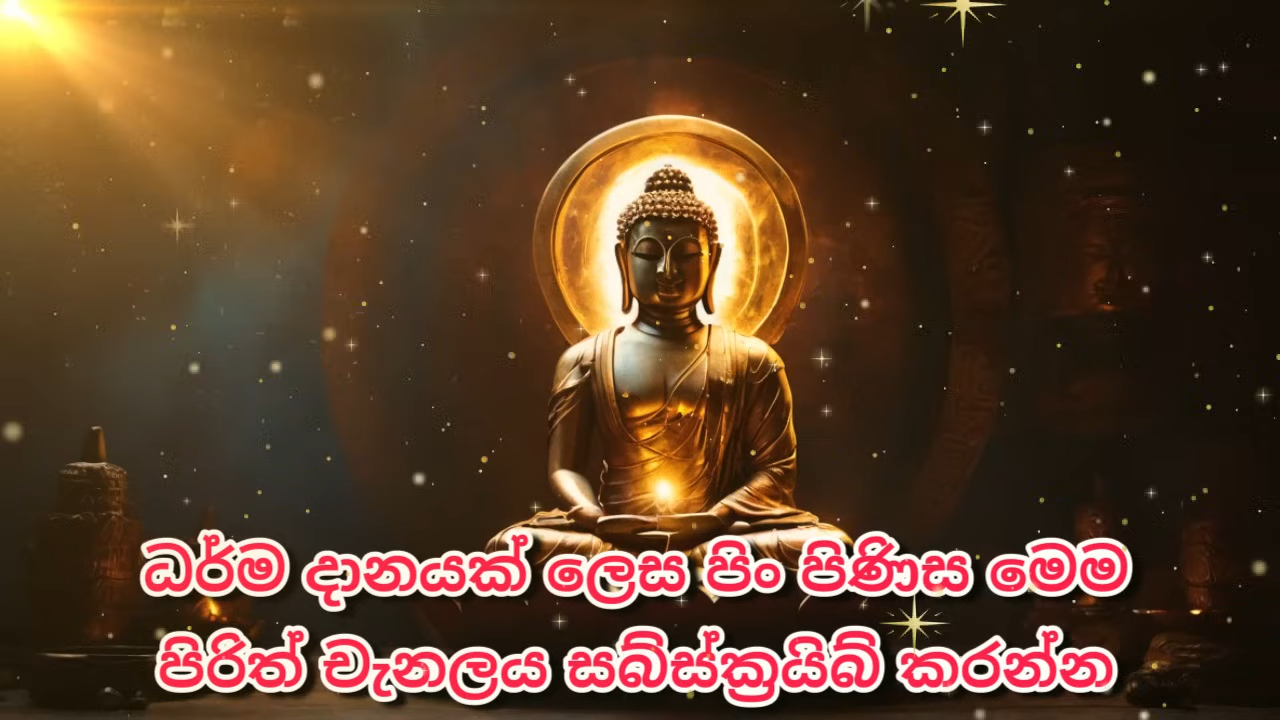 ධර්ම දානයක් ලෙස පිං පිණිස මෙම
පිරිත් චැනලය සබ්ස්ක්‍රයිබ් කරන්න